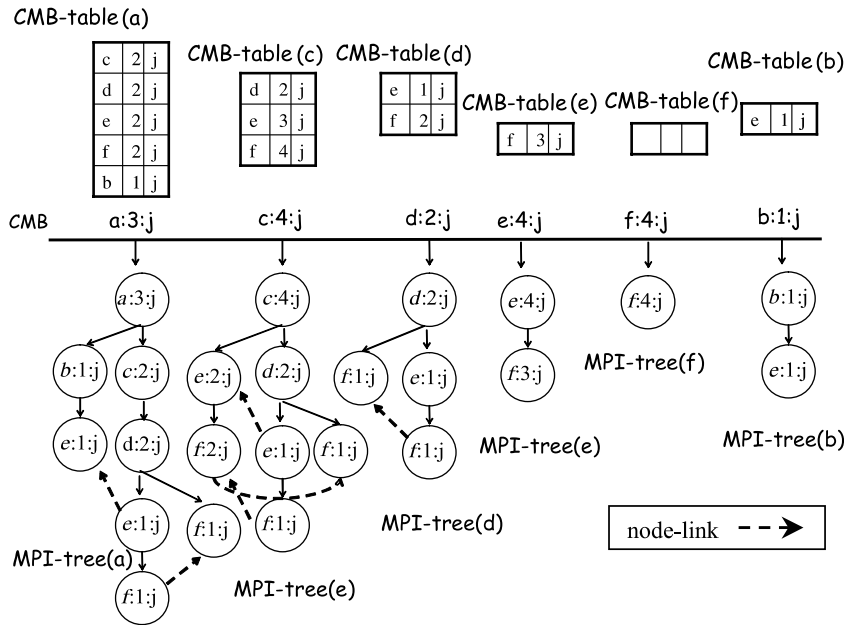 CMB-table(a)
CMB-table(c)
CMB-table(d)
CMB-table(e)
CMB-table(f)
CMB-table(b)
c 2 j
d 2 j
e 2 j
f 2 j
b 1 j
d 2 j
e 3 j
f 4 j
e 1 j
f 2 j
f 3 j
e 1 j
CMB a:3:j c:4:j d:2:j e:4:j f:4:j b:1:j
a:3:j c:4:j d:2:j e:4:j f:4:j b:1:j
b:1:j c:2:j e:2:j d:2:j f:1:j e:1:j f:3:j e:1:j
MPI-tree(f)
e:1:j d:2:j f:2:j e:1:j f:1:j f:1:j
MPI-tree(e)
MPI-tree(b)
e:1:j f:1:j f:1:j
MPI-tree(d)
node-link
MPI-tree(a)
f:1:j
MPI-tree(e)